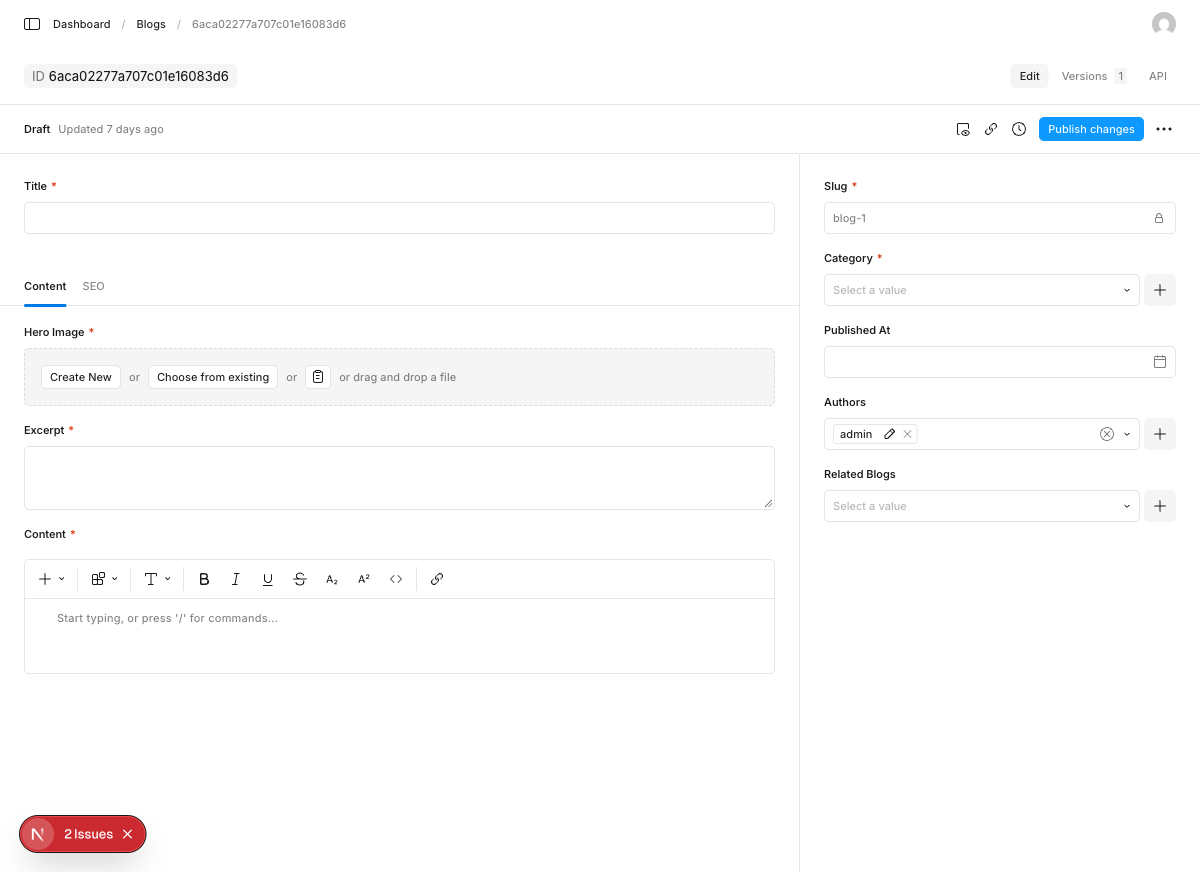 Dashboard / Blogs / 6aca02277a707c01e16083d6
ID 6aca02277a707c01e16083d6
Edit Versions 1 API
Draft Updated 7 days ago
Publish changes
Title *
Content SEO
Hero Image *
Create New or Choose from existing or or drag and drop a file
Excerpt *
Content *
B I U S A₂ A²
Start typing, or press '/' for commands...
Slug *
blog-1
Category *
Select a value
Published At
Authors
admin
Related Blogs
Select a value
N 2 Issues